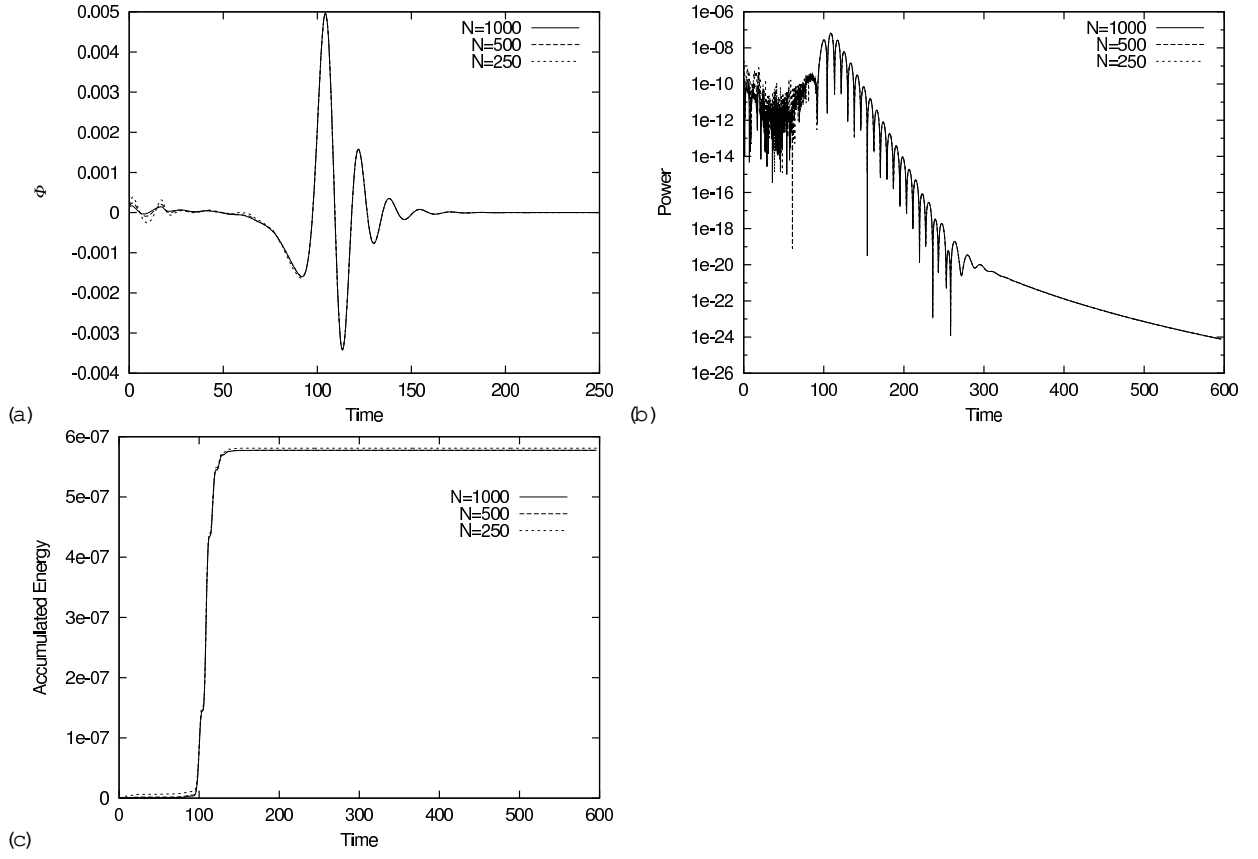 0.005
0.004
0.003
0.002
0.001
0
-0.001
-0.002
-0.003
-0.004
Φ
0
50
100
150
200
250
Time
N=1000
N=500
N=250
(a)
1e-06
1e-08
1e-10
1e-12
1e-14
1e-16
1e-18
1e-20
1e-22
1e-24
1e-26
Power
0
100
200
300
400
500
600
Time
N=1000
N=500
N=250
(b)
6e-07
5e-07
4e-07
3e-07
2e-07
1e-07
0
Accumulated Energy
0
100
200
300
400
500
600
Time
N=1000
N=500
N=250
(c)